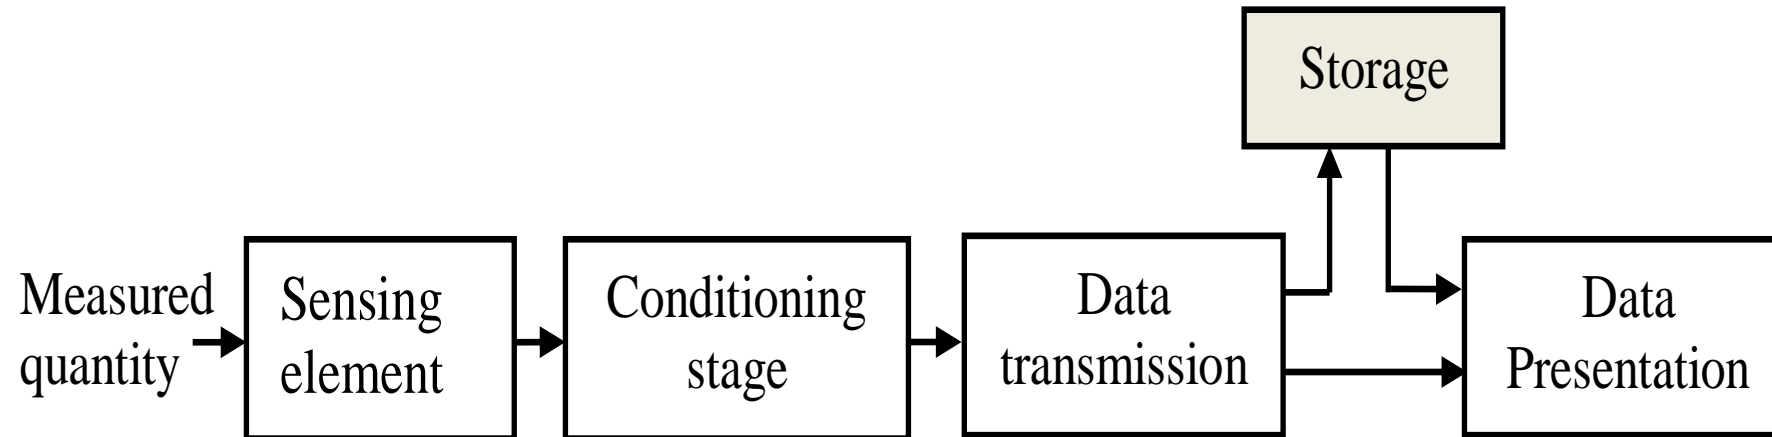 Storage
Measured
quantity
Sensing
element
Conditioning
stage
Data
transmission
Data
Presentation